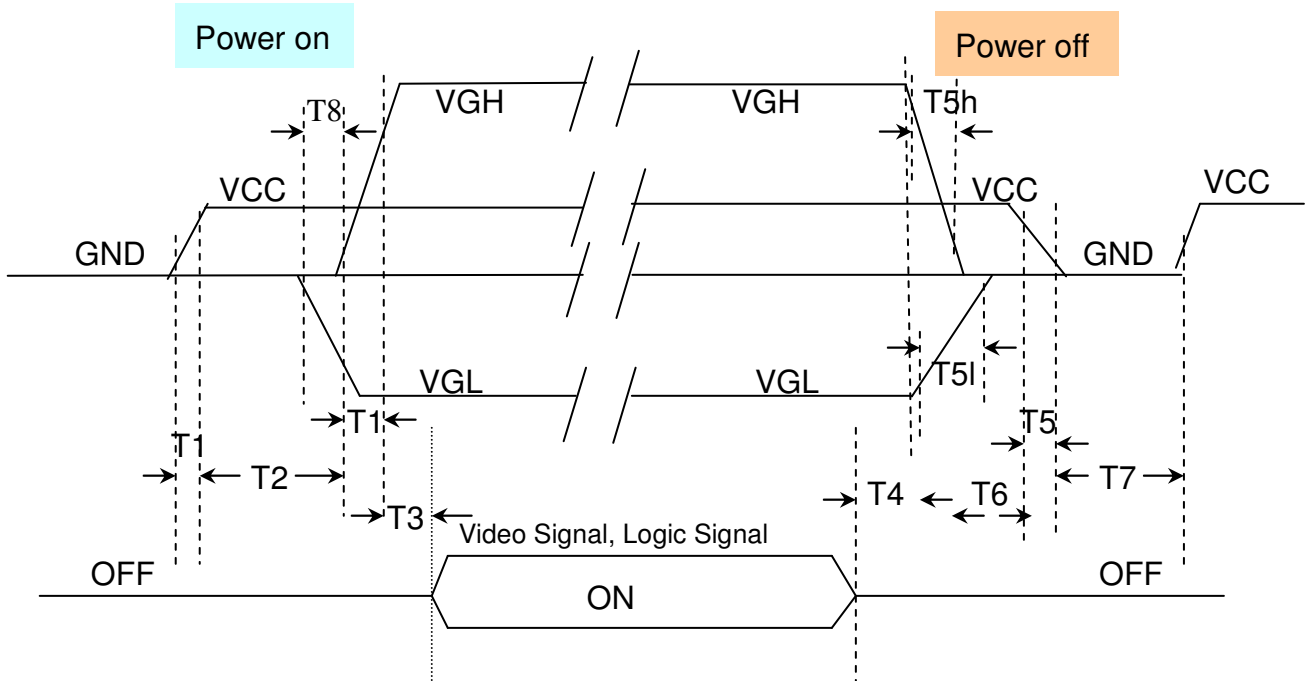 Power on
Power off
VGH
VGH
T8
T5h
VCC
VCC
VCC
GND
GND
VGL
VGL
T5l
T1
T1
T5
T2
T4
T6
T7
T3
Video Signal, Logic Signal
OFF
ON
OFF